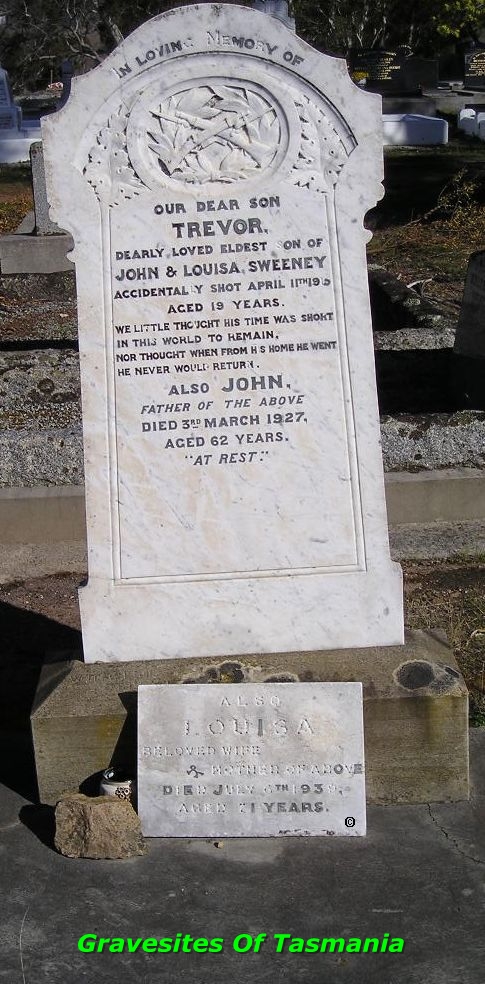 IN LOVING MEMORY OF
OUR DEAR SON
TREVOR,
DEARLY LOVED ELDEST SON OF
JOHN & LOUISA SWEENEY
ACCIDENTALLY SHOT APRIL 11TH
AGED 19 YEARS.
WE LITTLE THOUGHT HIS TIME WAS SHORT
IN THIS WORLD TO REMAIN,
NOR THOUGHT WHEN FROM HIS HOME HE WENT
HE NEVER WOULD RETURN.
ALSO JOHN,
FATHER OF THE ABOVE
DIED 3RD MARCH 1927,
AGED 62 YEARS.
"AT REST."
ALSO
LOUISA
BELOVED WIFE
& MOTHER OF ABOVE
DIED JULY
AGED 71 YEARS.
Gravesites Of Tasmania